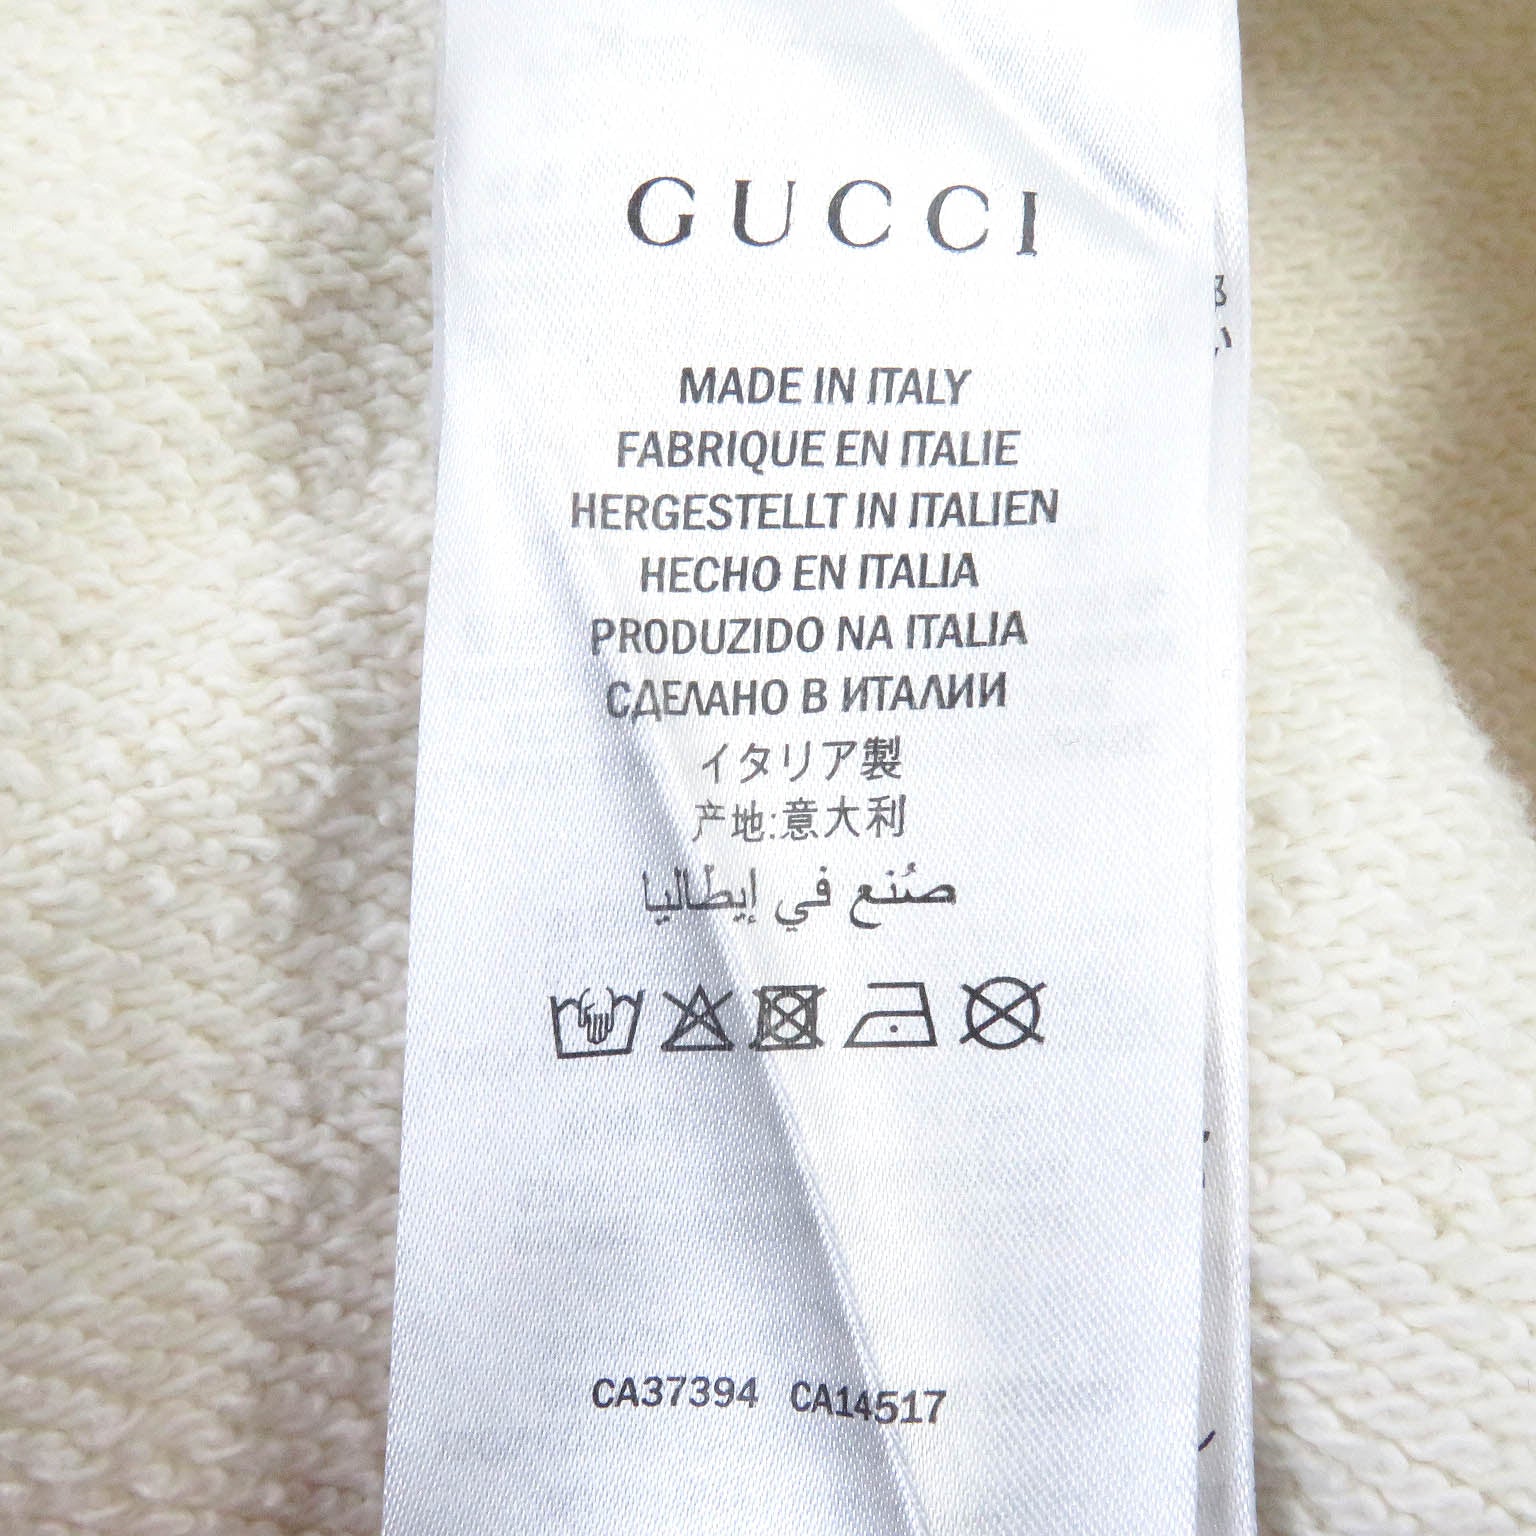 GUCCI
MADE IN ITALY
FABRIQUE EN ITALIE
HERGESTELLT IN ITALIEN
HECHO EN ITALIA
PRODUZIDO NA ITALIA
СДЕЛАНО В ИТАЛИИ
イタリア製
产地:意大利
صُنع في إيطاليا
CA37394 CA14517